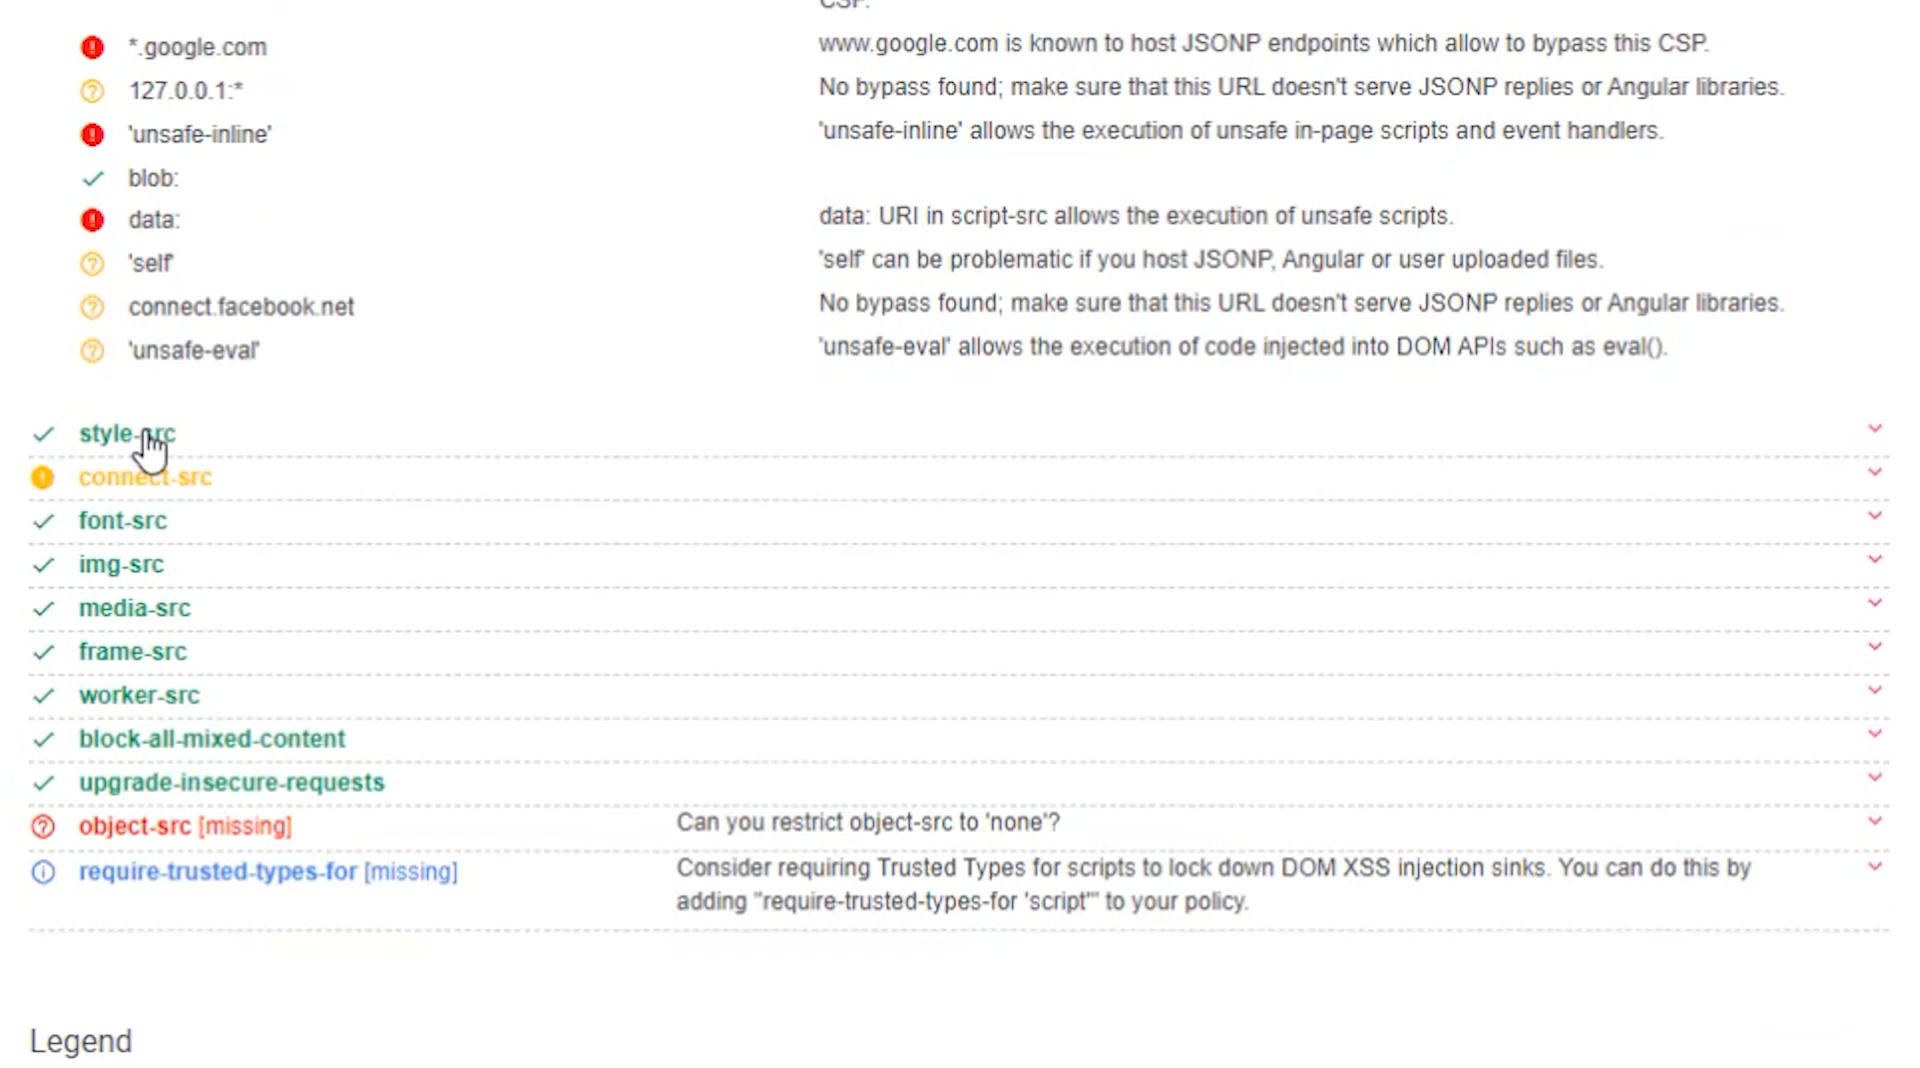 CSP.
*.google.com www.google.com is known to host JSONP endpoints which allow to bypass this CSP.
127.0.0.1:* No bypass found; make sure that this URL doesn't serve JSONP replies or Angular libraries.
'unsafe-inline' 'unsafe-inline' allows the execution of unsafe in-page scripts and event handlers.
blob:
data: data: URI in script-src allows the execution of unsafe scripts.
'self' 'self' can be problematic if you host JSONP, Angular or user uploaded files.
connect.facebook.net No bypass found; make sure that this URL doesn't serve JSONP replies or Angular libraries.
'unsafe-eval' 'unsafe-eval' allows the execution of code injected into DOM APIs such as eval().
style-src
connect-src
font-src
img-src
media-src
frame-src
worker-src
block-all-mixed-content
upgrade-insecure-requests
object-src [missing] Can you restrict object-src to 'none'?
require-trusted-types-for [missing] Consider requiring Trusted Types for scripts to lock down DOM XSS injection sinks. You can do this by
adding "require-trusted-types-for 'script'" to your policy.
Legend